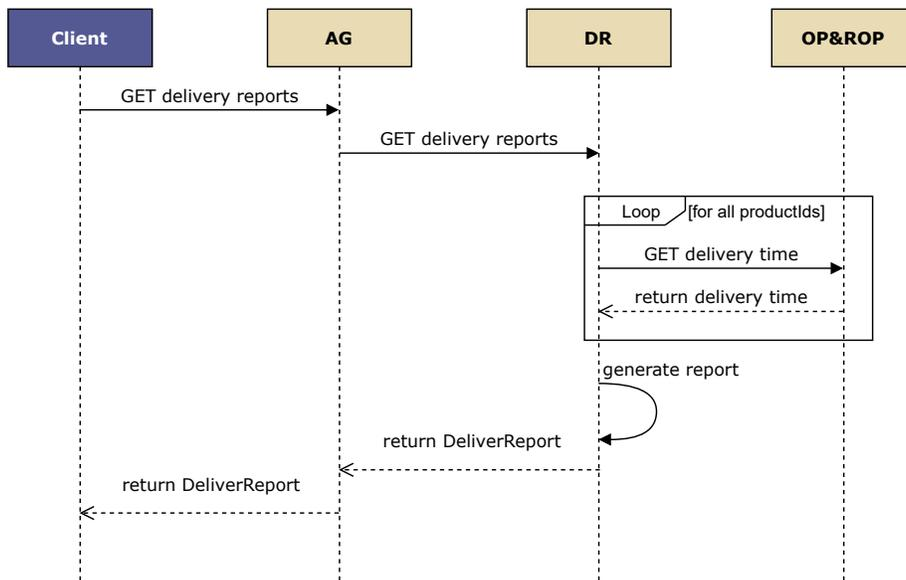 Client
AG
DR
OP&ROP
GET delivery reports
GET delivery reports
Loop
[for all productIds]
GET delivery time
return delivery time
generate report
return DeliverReport
return DeliverReport